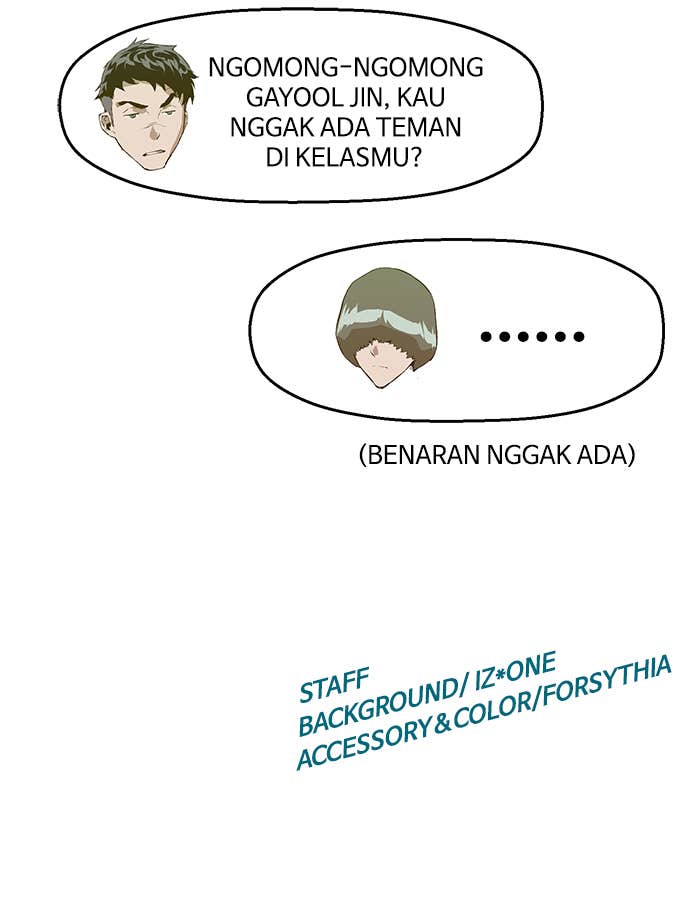 NGOMONG-NGOMONG
GAYOOL JIN, KAU
NGGAK ADA TEMAN
DI KELASMU?
••••••
(BENARAN NGGAK ADA)
STAFF
BACKGROUND/ IZ*ONE
ACCESSORY&COLOR/FORSYTHIA